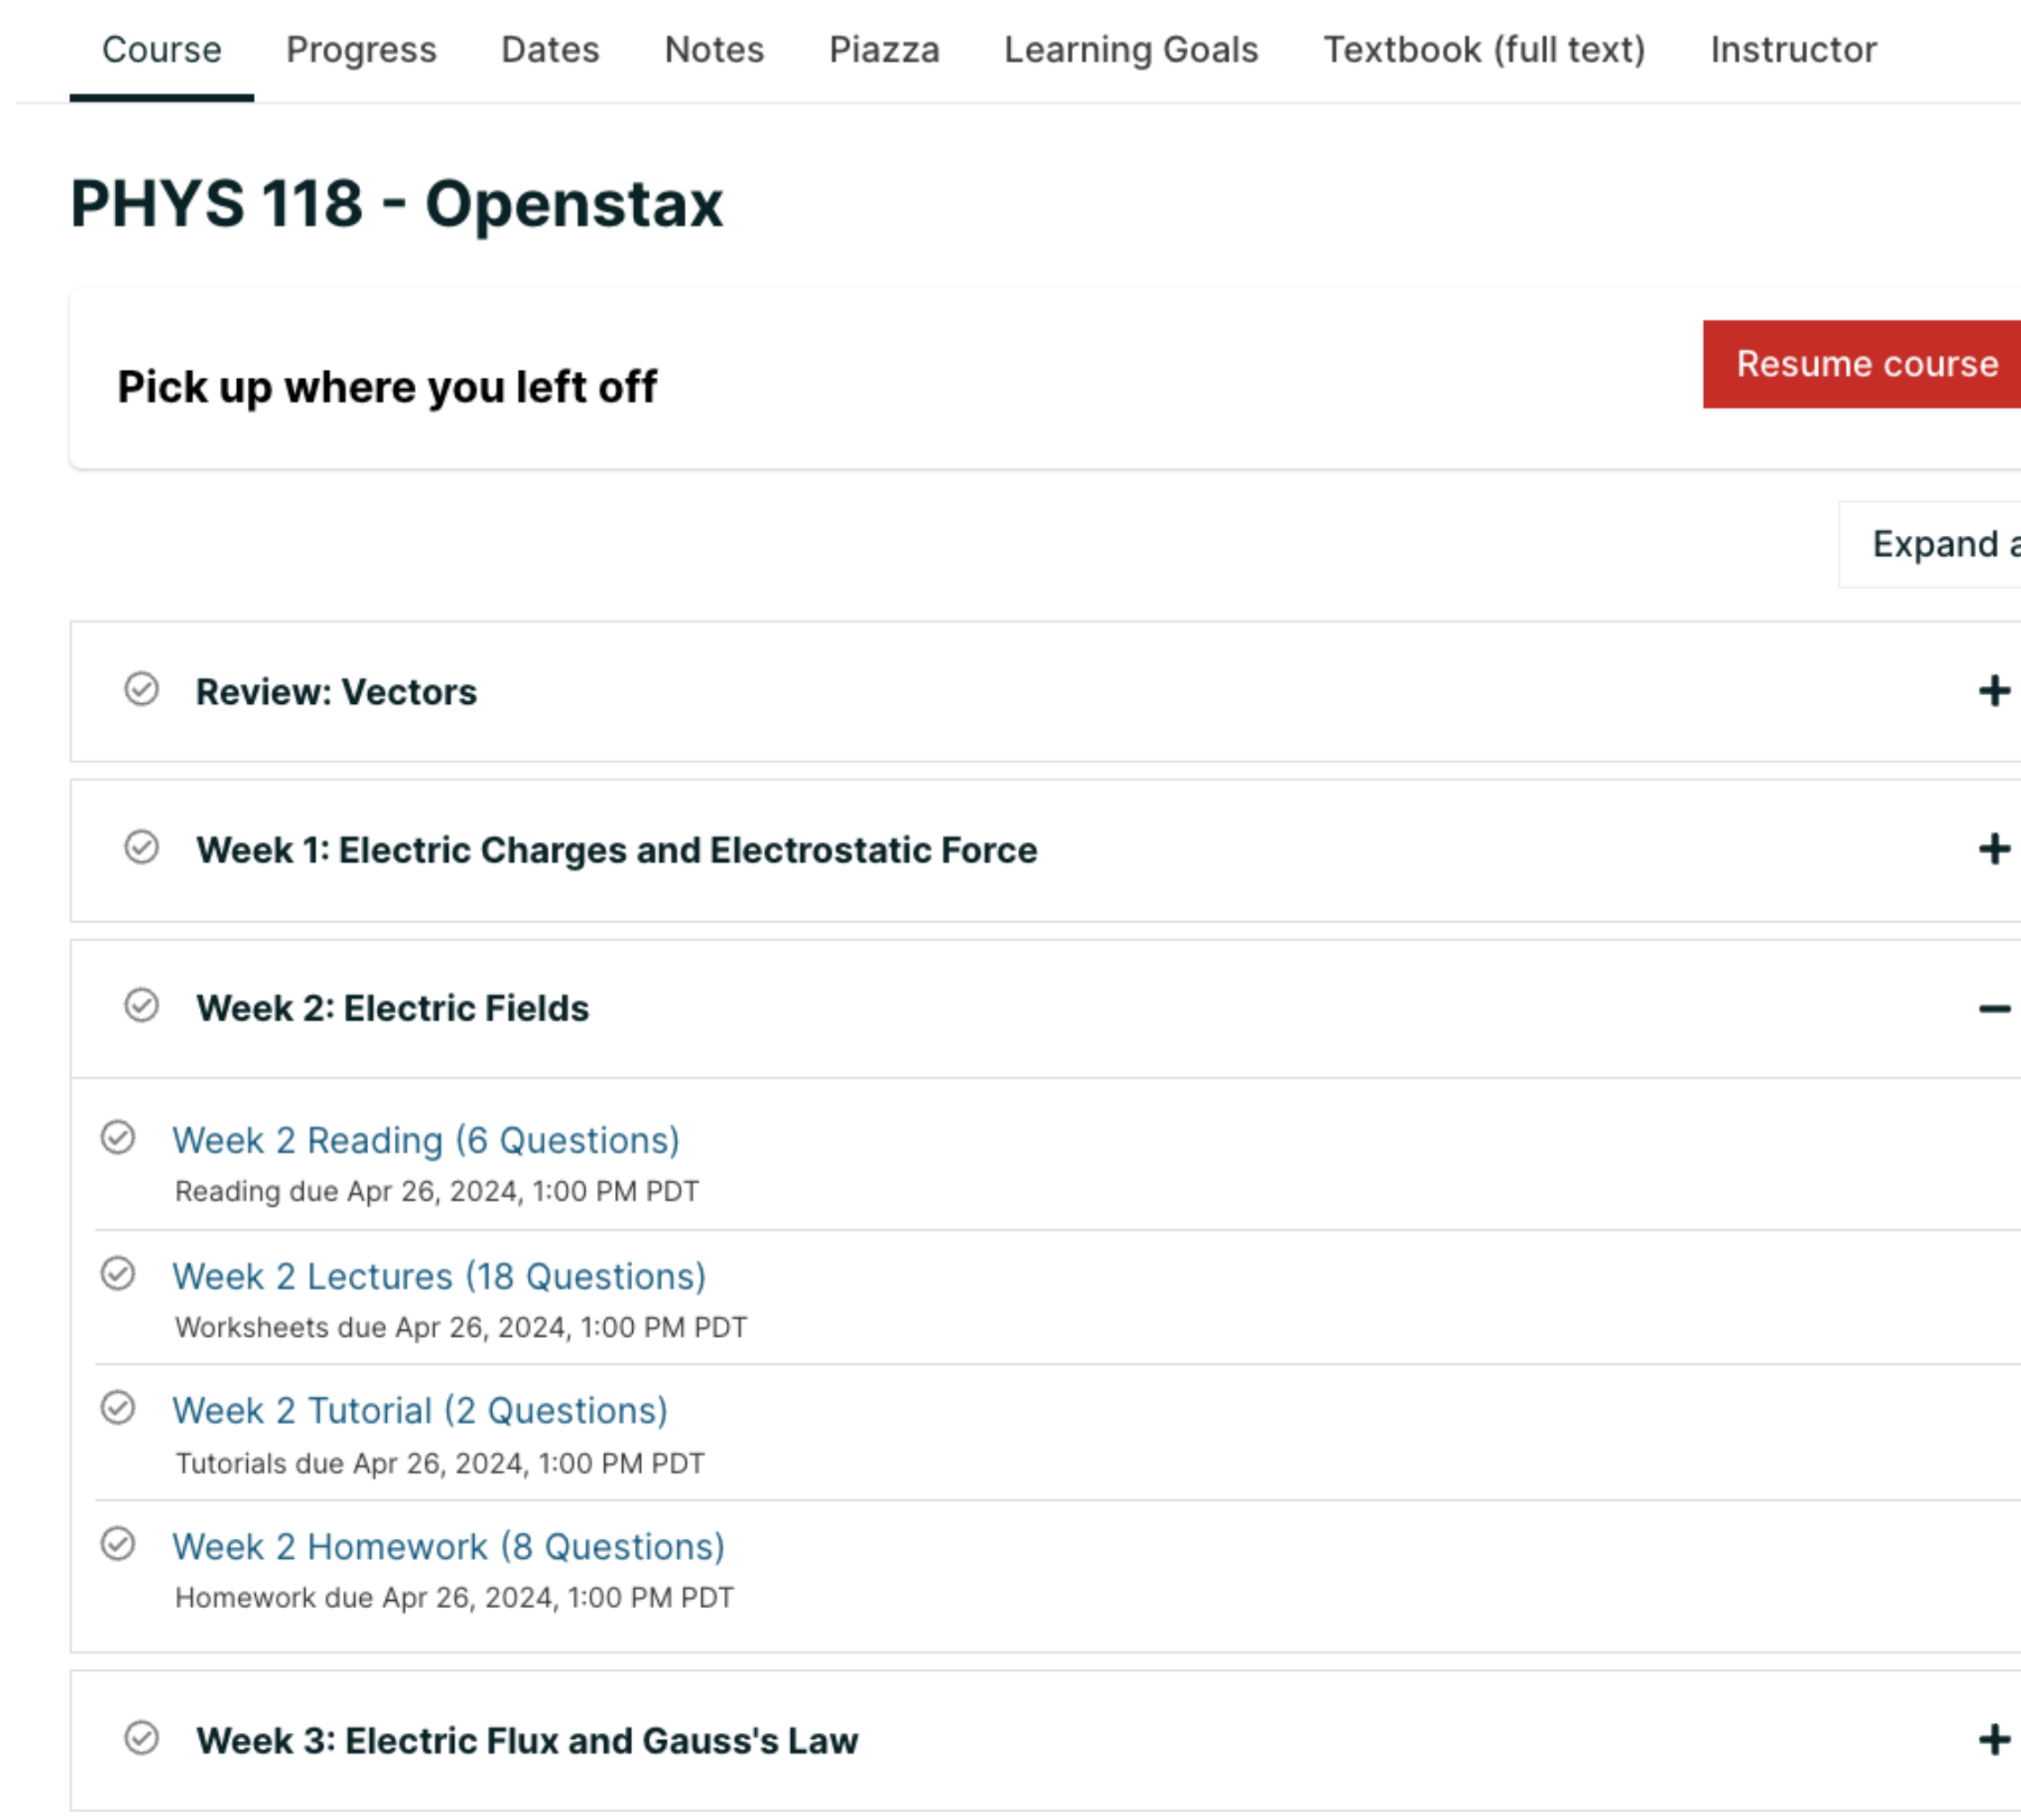 Course Progress Dates Notes Piazza Learning Goals Textbook (full text) Instructor
PHYS 118 - Openstax
Pick up where you left off
Resume course
Expand a
Review: Vectors
Week 1: Electric Charges and Electrostatic Force
Week 2: Electric Fields
Week 2 Reading (6 Questions)
Reading due Apr 26, 2024, 1:00 PM PDT
Week 2 Lectures (18 Questions)
Worksheets due Apr 26, 2024, 1:00 PM PDT
Week 2 Tutorial (2 Questions)
Tutorials due Apr 26, 2024, 1:00 PM PDT
Week 2 Homework (8 Questions)
Homework due Apr 26, 2024, 1:00 PM PDT
Week 3: Electric Flux and Gauss's Law